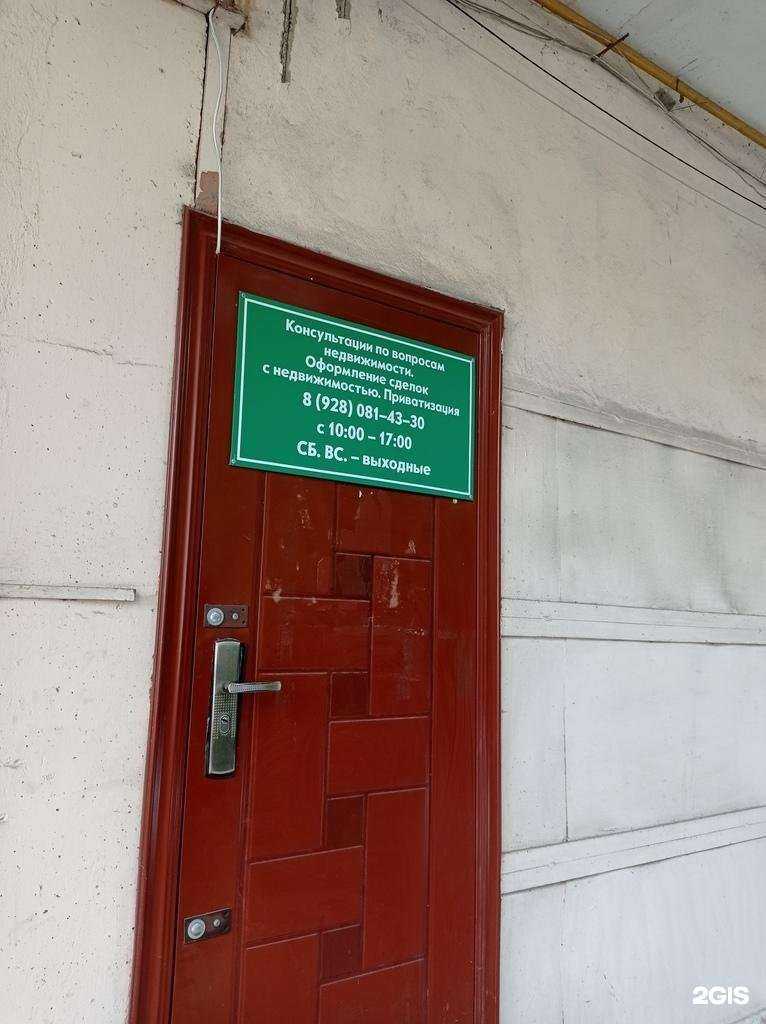 Консультации по вопросам
недвижимости.
Оформление сделок
с недвижимостью. Приватизация
8 (928) 081–43–30
с 10:00 – 17:00
СБ. ВС. – выходные
2GIS